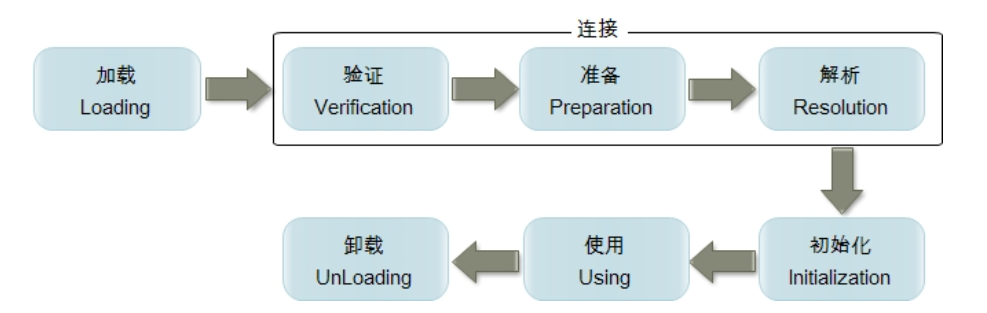 连接
加载
Loading
验证
Verification
准备
Preparation
解析
Resolution
初始化
Initialization
使用
Using
卸载
UnLoading